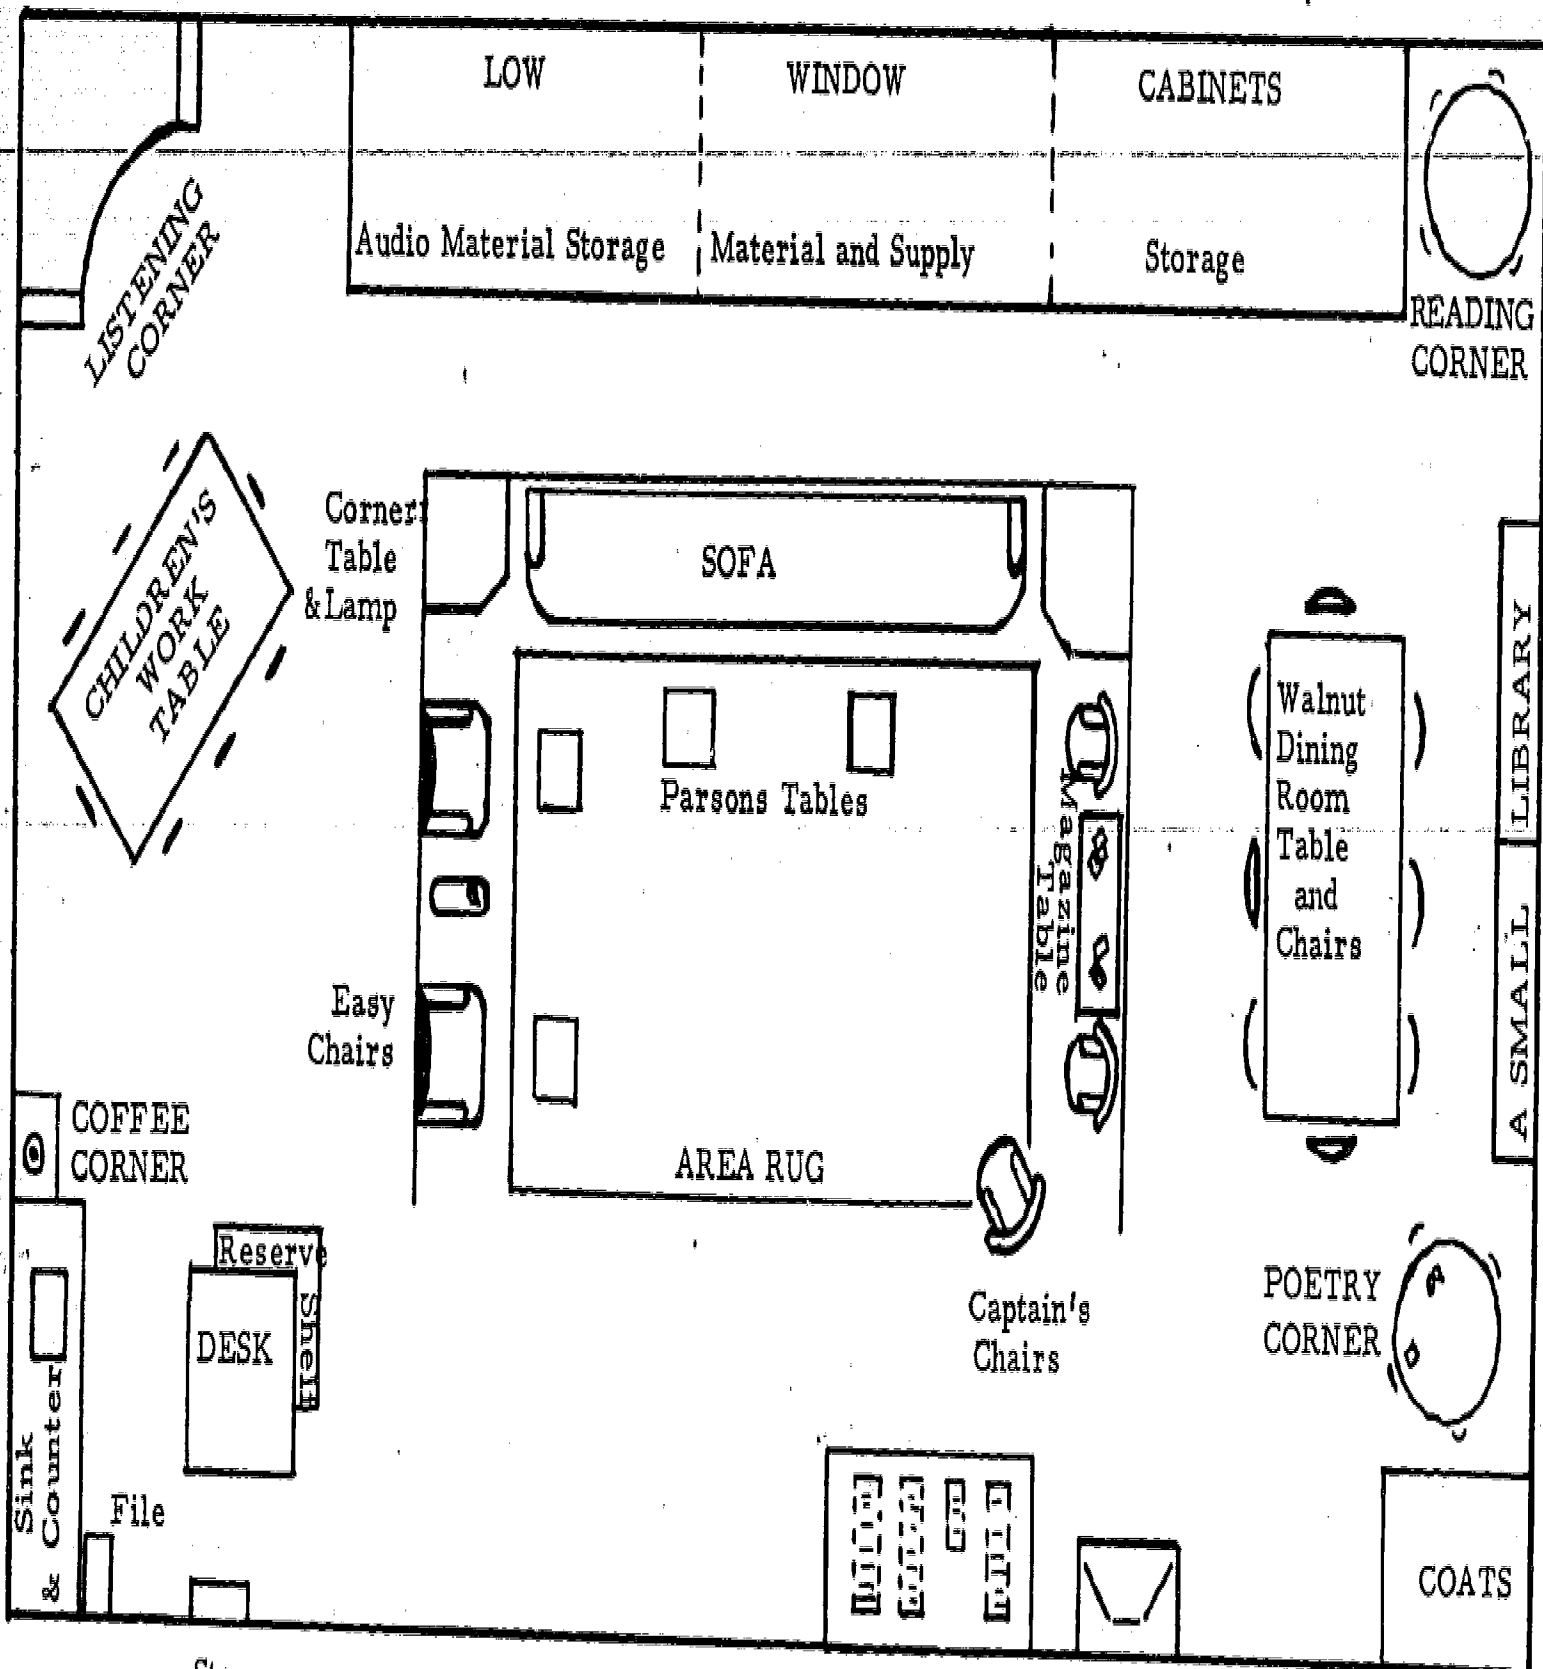 LOW
WINDOW
CABINETS
Audio Material Storage
Material and Supply
Storage
LISTENING
CORNER
READING
CORNER
CHILDREN'S
WORK
TABLE
Corner
Table
& Lamp
SOFA
Parsons Tables
Magazine
Table
Walnut
Dining
Room
Table
and
Chairs
A SMALL LIBRARY
Easy
Chairs
COFFEE
CORNER
AREA RUG
Reserve
Shelf
DESK
Captain's
Chairs
POETRY
CORNER
Sink
& Counter
File
COATS